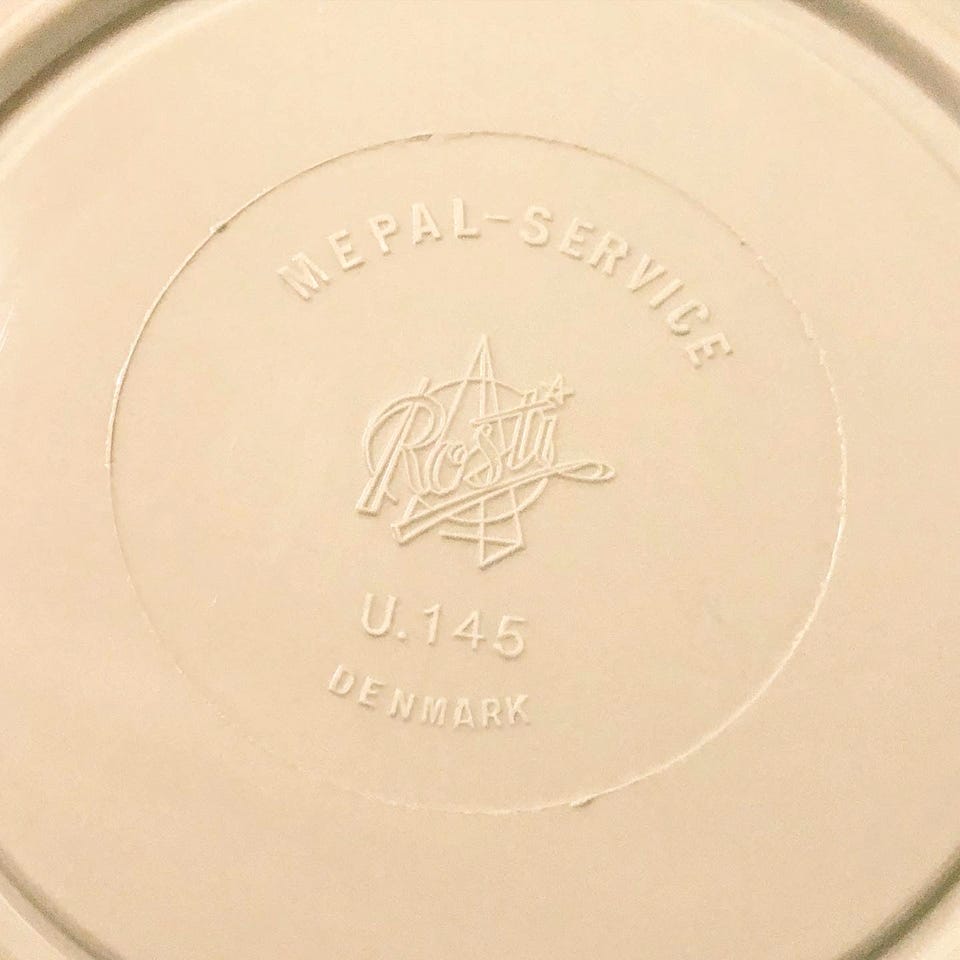 MEPAL-SERVICE
Rosti
U.145
DENMARK